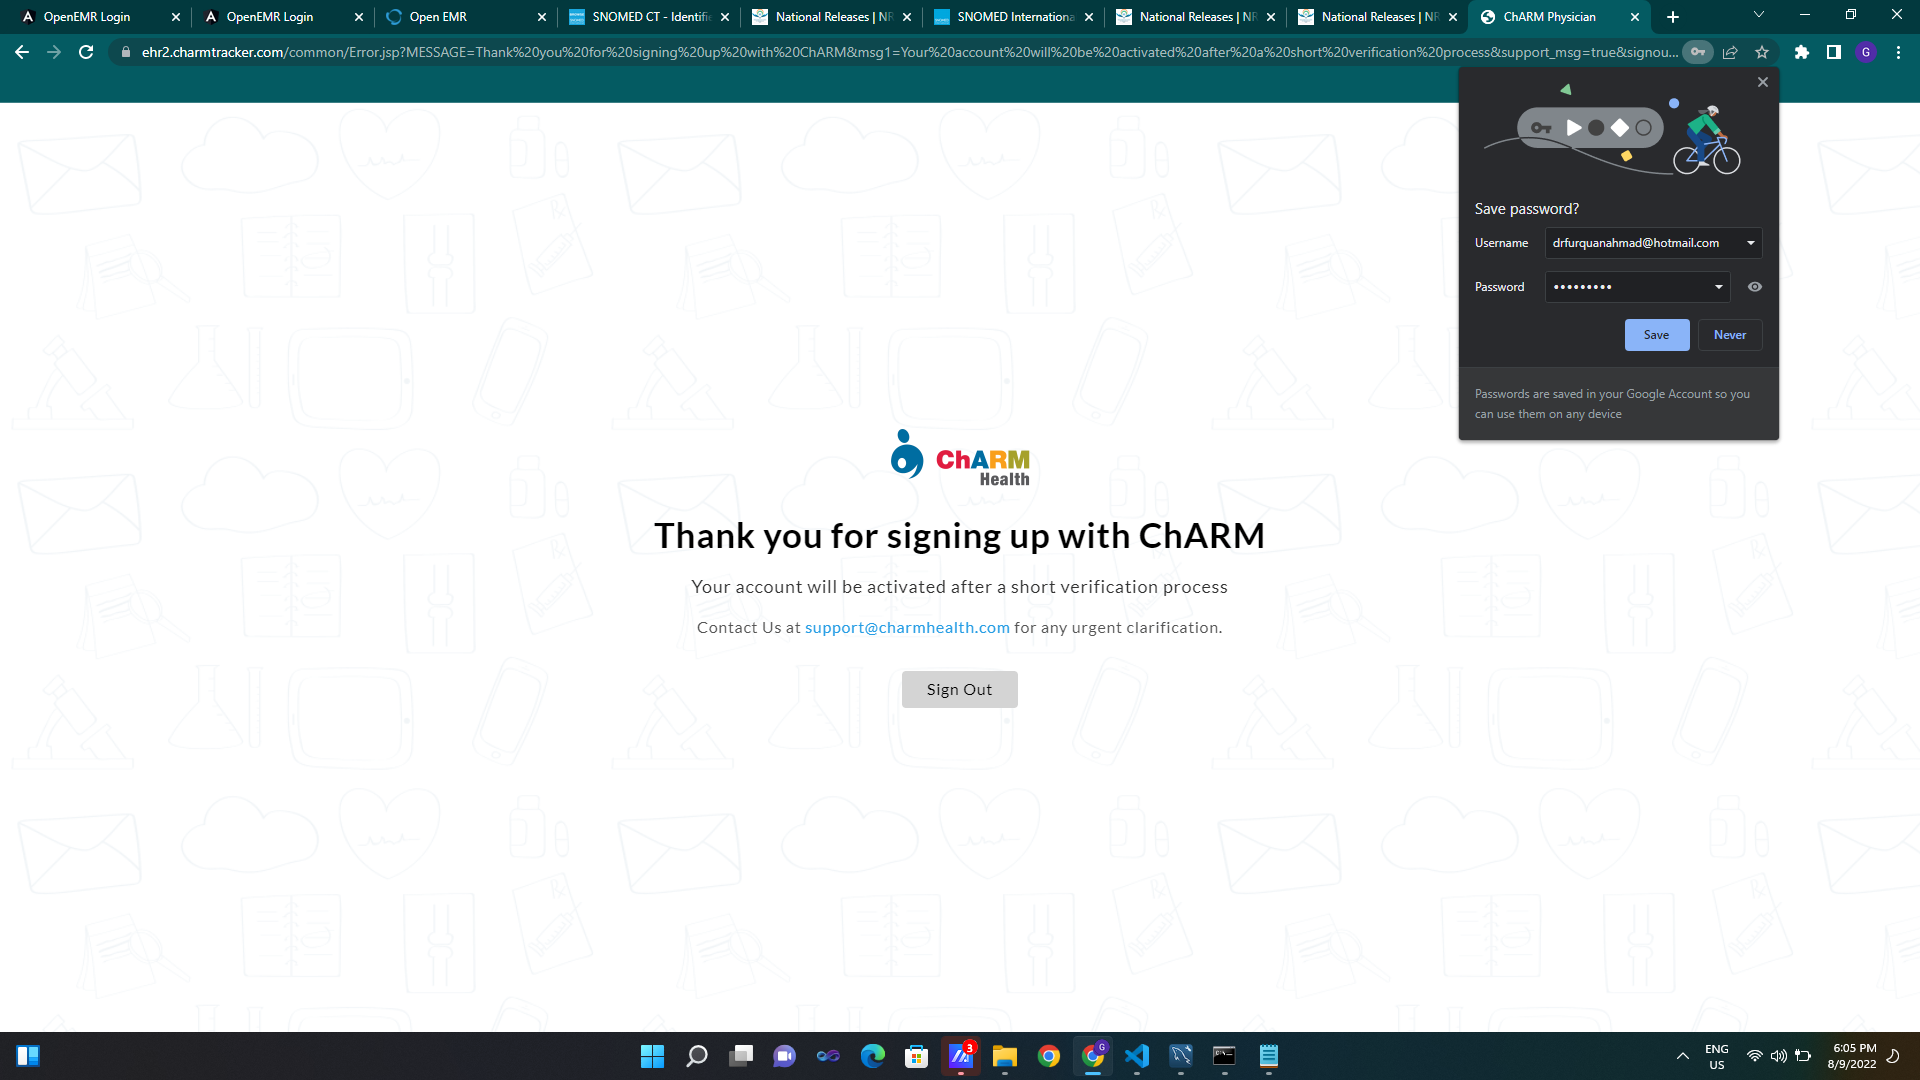 OpenEMR Login
OpenEMR Login
Open EMR
SNOMED CT - Identifi
National Releases | NR
SNOMED Internationa
National Releases | NR
National Releases | NR
ChARM Physician
ehr2.charmtracker.com/common/Error.jsp?MESSAGE=Thank%20you%20for%20signing%20up%20with%20ChARM&msg1=Your%20account%20will%20be%20activated%20after%20a%20short%20verification%20process&support_msg=true&signou...
G
Save password?
Username drfurquanahmad@hotmail.com
Password •••••••••
Save Never
Passwords are saved in your Google Account so you
can use them on any device
ChARM
Health
Thank you for signing up with ChARM
Your account will be activated after a short verification process
Contact Us at support@charmhealth.com for any urgent clarification.
Sign Out
3
G
ENG
US
6:05 PM
8/9/2022